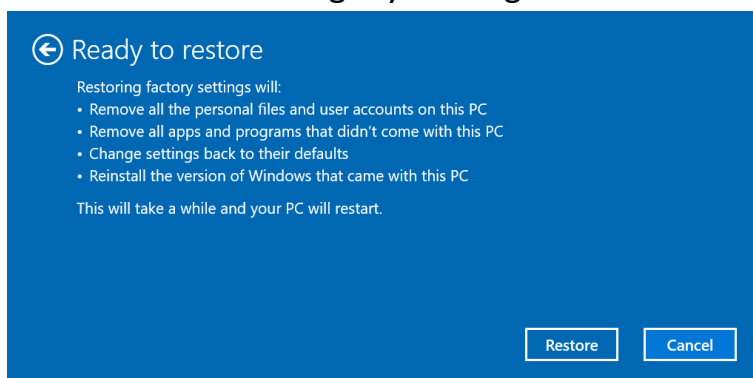 Ready to restore
Restoring factory settings will:
• Remove all the personal files and user accounts on this PC
• Remove all apps and programs that didn't come with this PC
• Change settings back to their defaults
• Reinstall the version of Windows that came with this PC
This will take a while and your PC will restart.
Restore Cancel